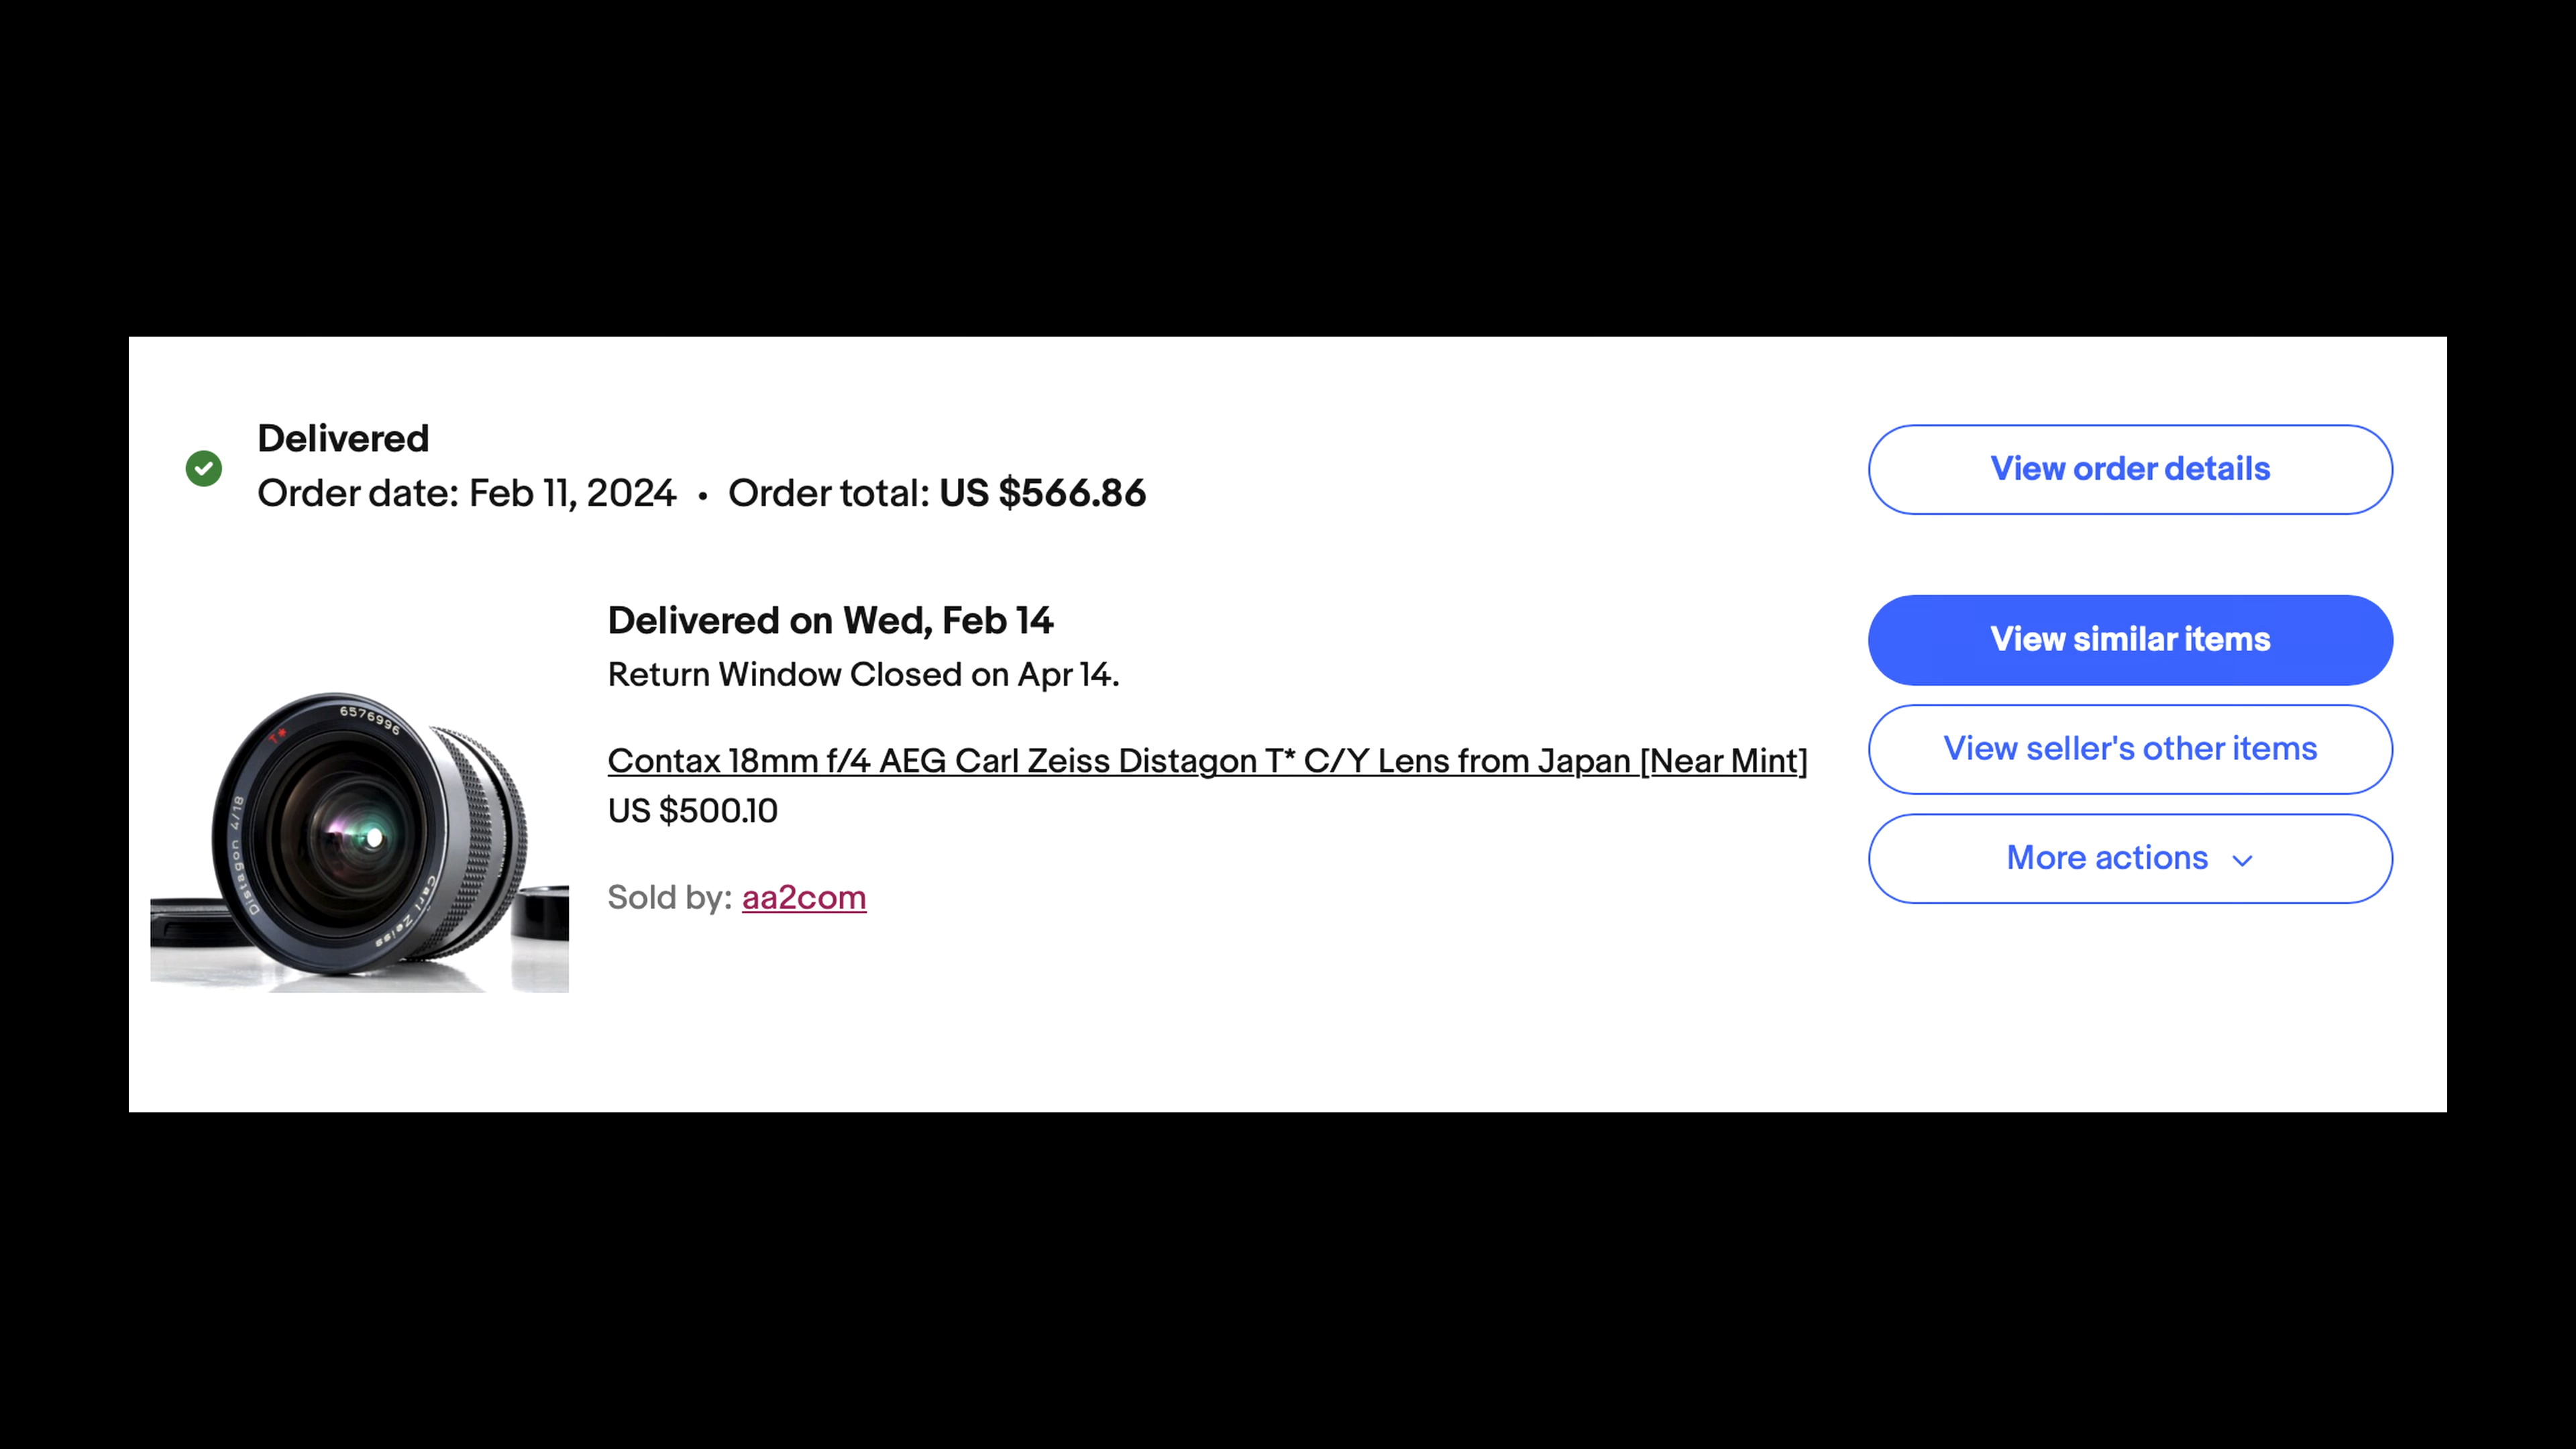 Delivered
Order date: Feb 11, 2024 • Order total: US $566.86
View order details
Delivered on Wed, Feb 14
Return Window Closed on Apr 14.
Contax 18mm f/4 AEG Carl Zeiss Distagon T* C/Y Lens from Japan [Near Mint]
US $500.10
Sold by: aa2com
View similar items
View seller's other items
More actions
6576996
T*
Distagon 4/18
Carl Zeiss